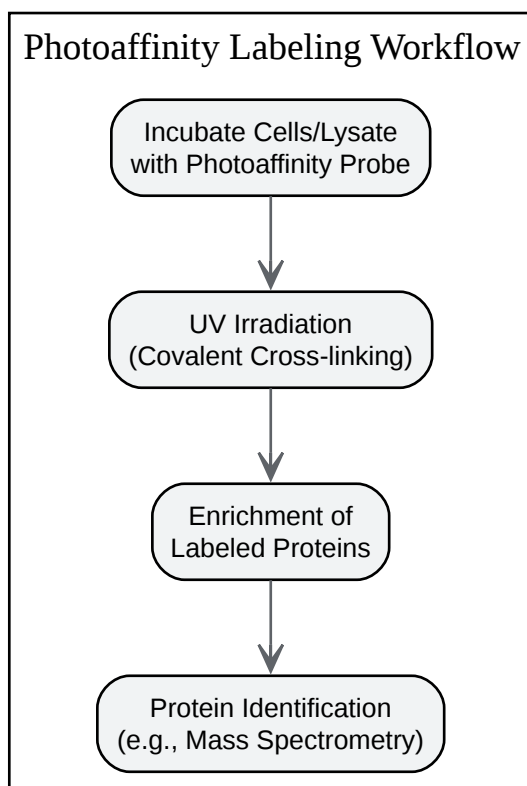 Photoaffinity Labeling Workflow
Incubate Cells/Lysate
with Photoaffinity Probe
UV Irradiation
(Covalent Cross-linking)
Enrichment of
Labeled Proteins
Protein Identification
(e.g., Mass Spectrometry)